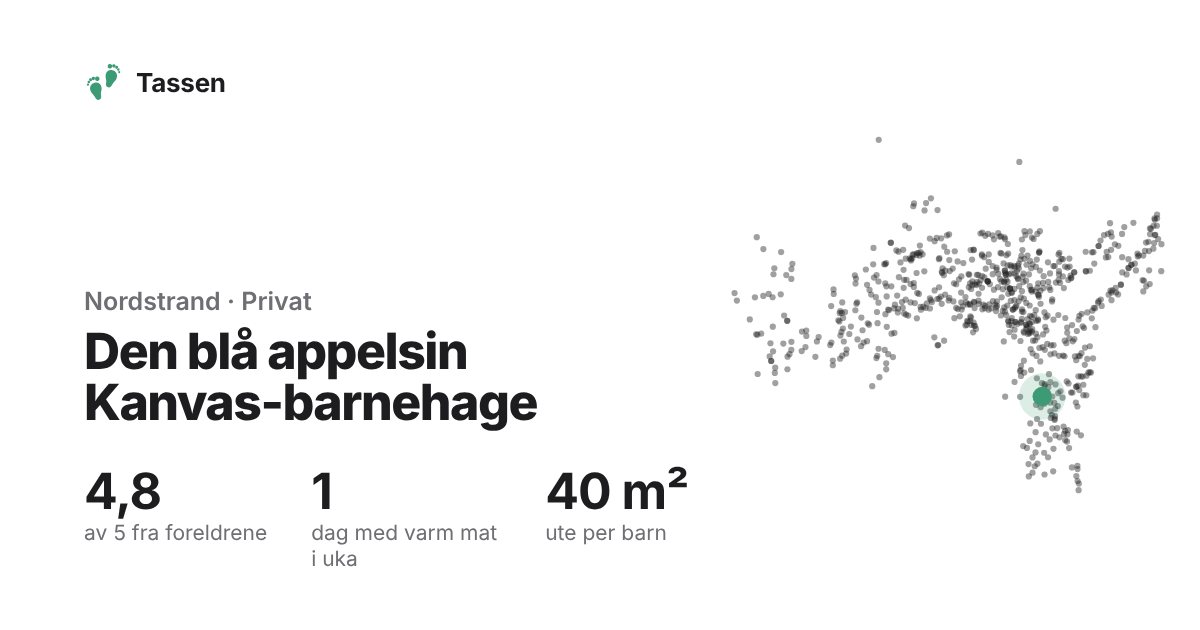 Tassen
Nordstrand · Privat
Den blå appelsin
Kanvas-barnehage
4,8
av 5 fra foreldrene
1
dag med varm mat
i uka
40 m²
ute per barn